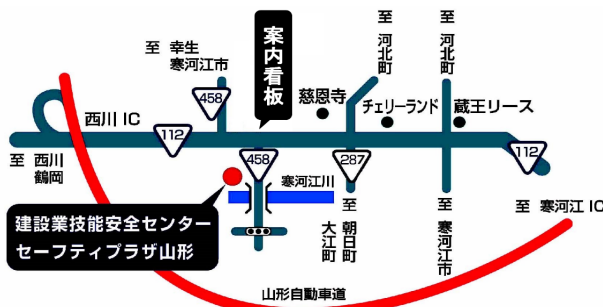 至 幸生
寒河江市
案内看板
至 河北町
至 河北町
458
慈恩寺
チェリーランド
蔵王リース
西川 IC
112
至 西川
鶴岡
458
287
112
寒河江川
建設業技能安全センター
セーフティプラザ山形
至 朝日町
大江町
至 寒河江市
至 寒河江 IC
山形自動車道